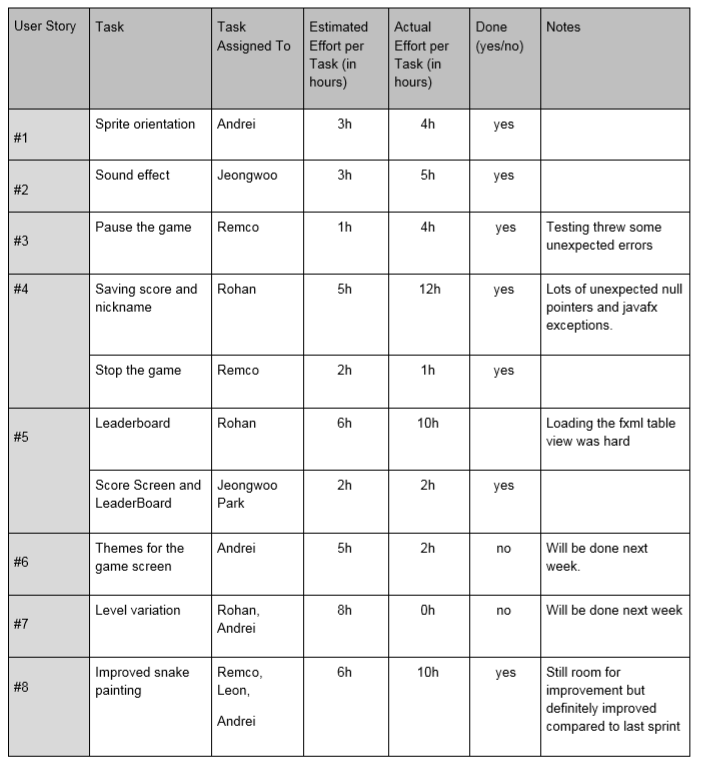 User Story Task Task Assigned To Estimated Effort per Task (in hours) Actual Effort per Task (in hours) Done (yes/no) Notes
#1 Sprite orientation Andrei 3h 4h yes
#2 Sound effect Jeongwoo 3h 5h yes
#3 Pause the game Remco 1h 4h yes Testing threw some unexpected errors
#4 Saving score and nickname Rohan 5h 12h yes Lots of unexpected null pointers and javafx exceptions.
Stop the game Remco 2h 1h yes
#5 Leaderboard Rohan 6h 10h Loading the fxml table view was hard
Score Screen and LeaderBoard Jeongwoo Park 2h 2h yes
#6 Themes for the game screen Andrei 5h 2h no Will be done next week.
#7 Level variation Rohan, Andrei 8h 0h no Will be done next week
#8 Improved snake painting Remco, Leon, Andrei 6h 10h yes Still room for improvement but definitely improved compared to last sprint